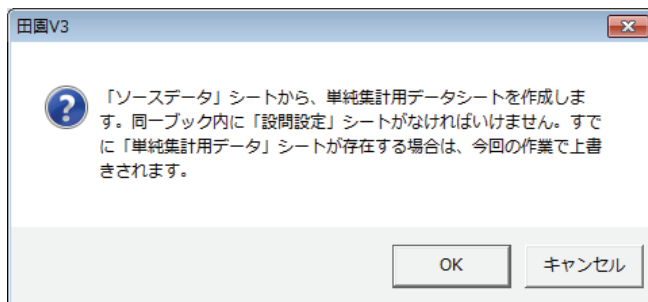 田園V3
「ソースデータ」シートから、単純集計用データシートを作成しま
す。同一ブック内に「設問設定」シートがなければいけません。すで
に「単純集計用データ」シートが存在する場合は、今回の作業で上書
きされます。
OK
キャンセル